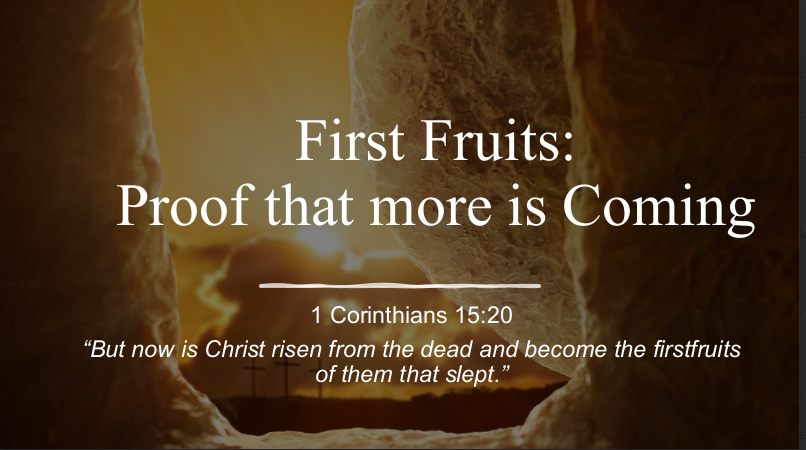 First Fruits:
Proof that more is Coming
1 Corinthians 15:20
“But now is Christ risen from the dead and become the firstfruits
of them that slept.”